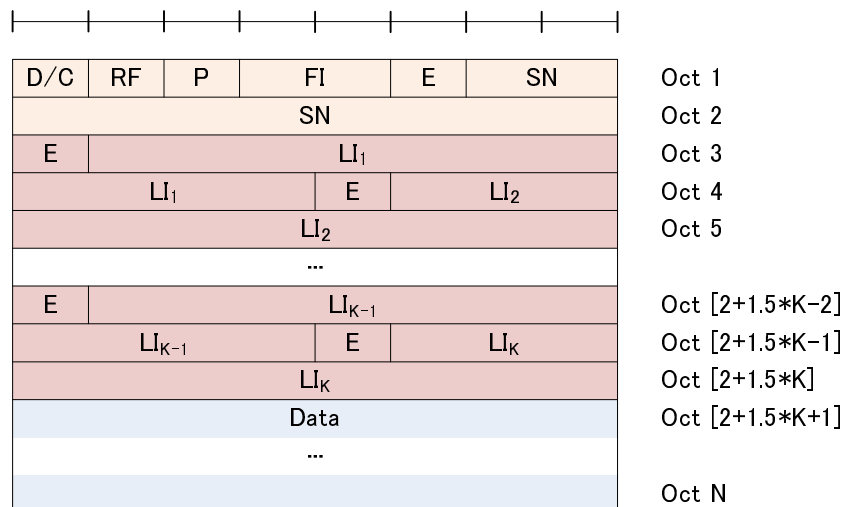 D/C RF P FI E SN Oct 1
SN Oct 2
E LI₁ Oct 3
LI₁ E LI₂ Oct 4
LI₂ Oct 5
...
E LIK-1 Oct [2+1.5*K-2]
LIK-1 E LIK Oct [2+1.5*K-1]
LIK Oct [2+1.5*K]
Data Oct [2+1.5*K+1]
...
Oct N